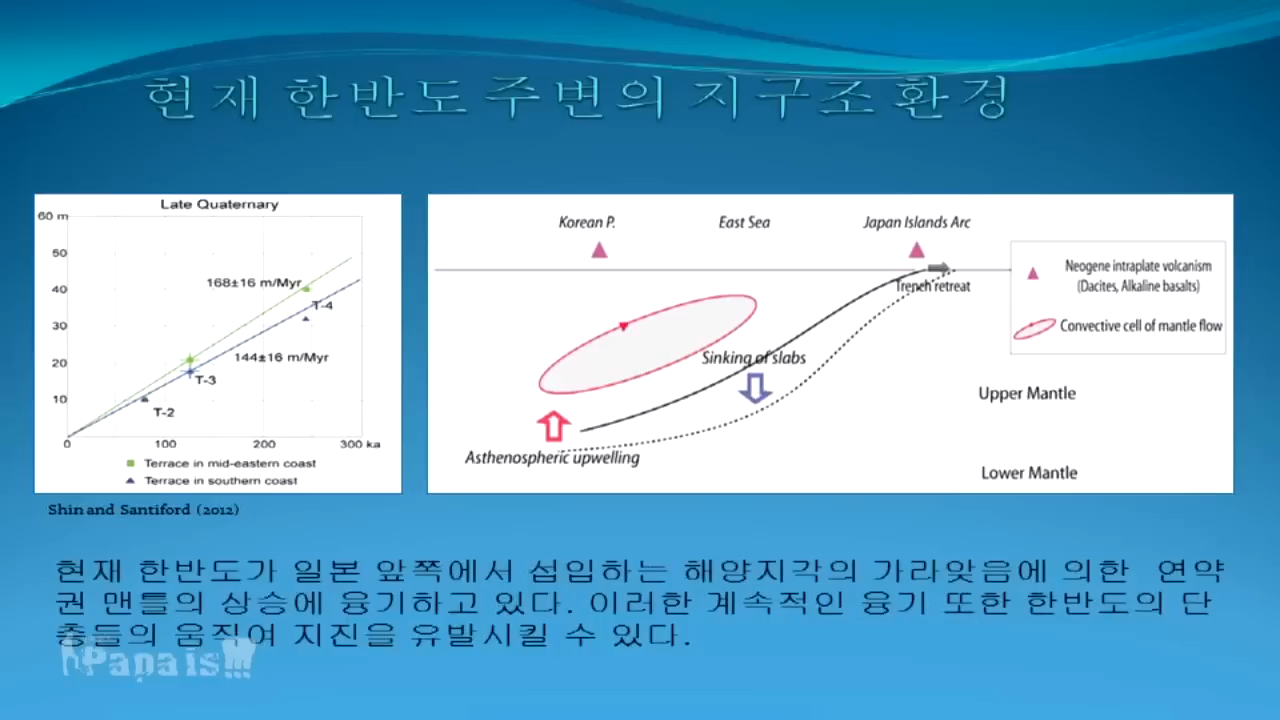 현재 한반도 주변의 지구조 환경
Late Quaternary
60 m
50
40
30
20
10
0
100
200
300 ka
168±16 m/Myr
T-4
144±16 m/Myr
T-3
T-2
Terrace in mid-eastern coast
Terrace in southern coast
Shin and Santiford (2012)
Korean P.
East Sea
Japan Islands Arc
Trench retreat
Neogene intraplate volcanism
(Dacites, Alkaline basalts)
Convective cell of mantle flow
Sinking of slabs
Upper Mantle
Asthenospheric upwelling
Lower Mantle
현재 한반도가 일본 앞쪽에서 섭입하는 해양지각의 가라앉음에 의한 연약
권 맨틀의 상승에 융기하고 있다. 이러한 계속적인 융기 또한 한반도의 단
층들의 움직여 지진을 유발시킬 수 있다.
Papa is!!!